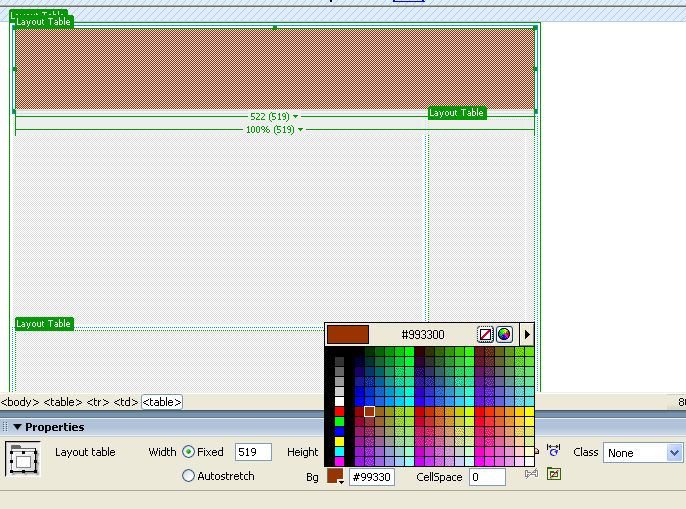 Layout Table
522 (519)
Layout Table
100% (519)
Layout Table
#993300
<body> <table> <tr> <td> <table>
Properties
Layout table Width Fixed 519 Height Class None
Autostretch Bg #99330 CellSpace 0